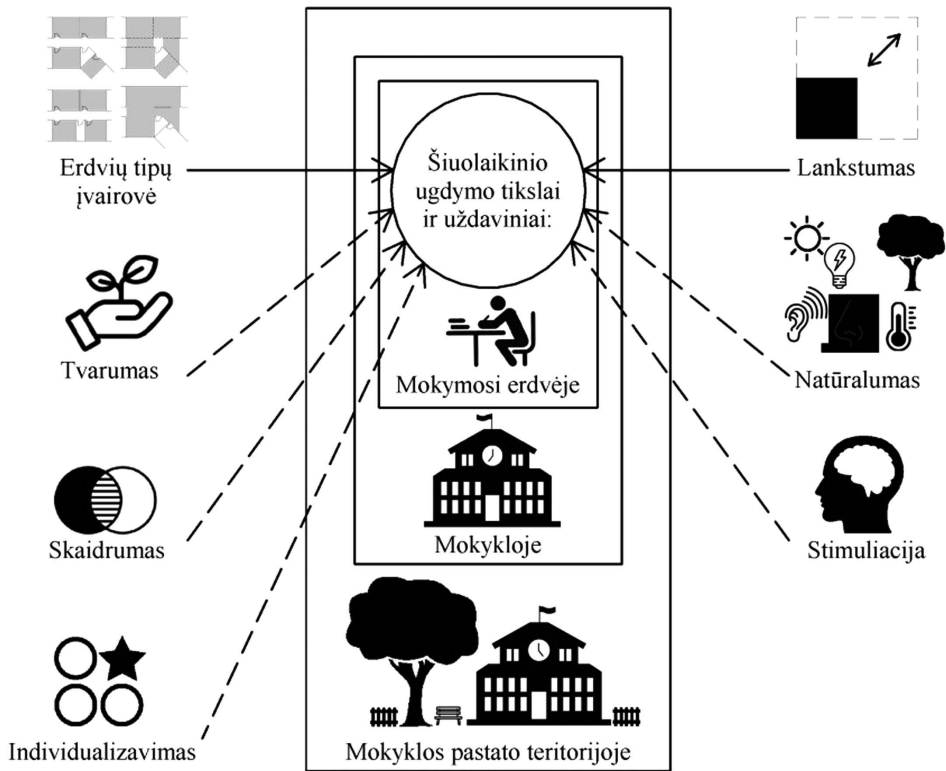 Erdvių tipų
įvairovė
Tvarumas
Skaidrumas
Individualizavimas
Šiuolaikinio
ugdymo tikslai
ir uždaviniai:
Mokymosi erdvėje
Mokykloje
Mokyklos pastato teritorijoje
Lankstumas
Natūralumas
Stimuliacija